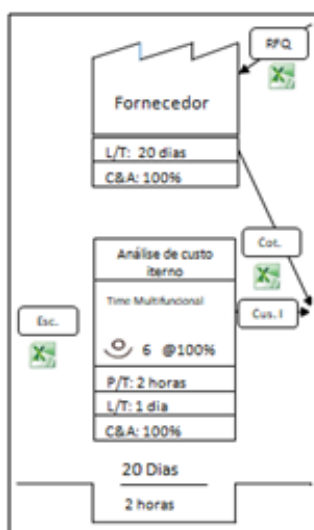 RFQ
Fornecedor
L/T: 20 dias
C&A: 100%
Cot.
Análise de custo
iterno
Time Multifuncional
6 @100%
Esc.
Cus. I
P/T: 2 horas
L/T: 1 dia
C&A: 100%
20 Dias
2 horas